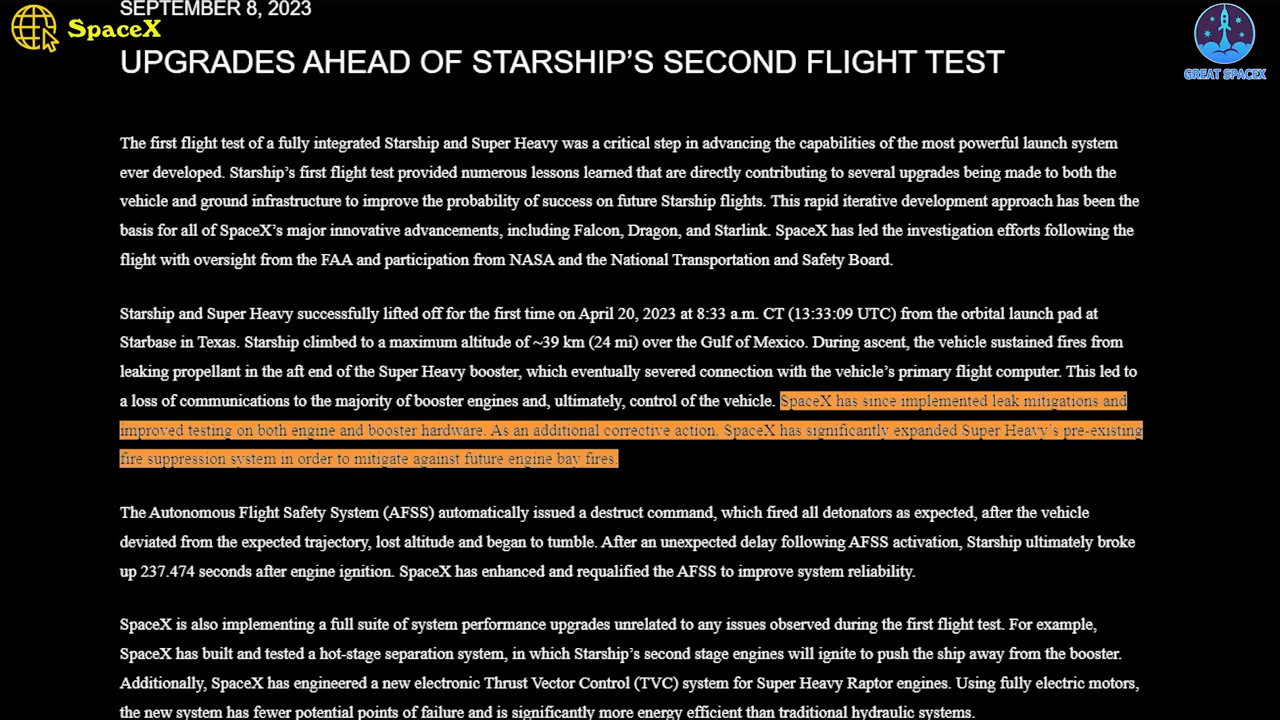 SEPTEMBER 8, 2023
SpaceX
UPGRADES AHEAD OF STARSHIP’S SECOND FLIGHT TEST
GREAT SPACEX
The first flight test of a fully integrated Starship and Super Heavy was a critical step in advancing the capabilities of the most powerful launch system
ever developed. Starship’s first flight test provided numerous lessons learned that are directly contributing to several upgrades being made to both the
vehicle and ground infrastructure to improve the probability of success on future Starship flights. This rapid iterative development approach has been the
basis for all of SpaceX’s major innovative advancements, including Falcon, Dragon, and Starlink. SpaceX has led the investigation efforts following the
flight with oversight from the FAA and participation from NASA and the National Transportation and Safety Board.
Starship and Super Heavy successfully lifted off for the first time on April 20, 2023 at 8:33 a.m. CT (13:33:09 UTC) from the orbital launch pad at
Starbase in Texas. Starship climbed to a maximum altitude of ~39 km (24 mi) over the Gulf of Mexico. During ascent, the vehicle sustained fires from
leaking propellant in the aft end of the Super Heavy booster, which eventually severed connection with the vehicle’s primary flight computer. This led to
a loss of communications to the majority of booster engines and, ultimately, control of the vehicle. SpaceX has since implemented leak mitigations and
improved testing on both engine and booster hardware. As an additional corrective action, SpaceX has significantly expanded Super Heavy’s pre-existing
fire suppression system in order to mitigate against future engine bay fires.
The Autonomous Flight Safety System (AFSS) automatically issued a destruct command, which fired all detonators as expected, after the vehicle
deviated from the expected trajectory, lost altitude and began to tumble. After an unexpected delay following AFSS activation, Starship ultimately broke
up 237.474 seconds after engine ignition. SpaceX has enhanced and requalified the AFSS to improve system reliability.
SpaceX is also implementing a full suite of system performance upgrades unrelated to any issues observed during the first flight test. For example,
SpaceX has built and tested a hot-stage separation system, in which Starship’s second stage engines will ignite to push the ship away from the booster.
Additionally, SpaceX has engineered a new electronic Thrust Vector Control (TVC) system for Super Heavy Raptor engines. Using fully electric motors,
the new system has fewer potential points of failure and is significantly more energy efficient than traditional hydraulic systems.